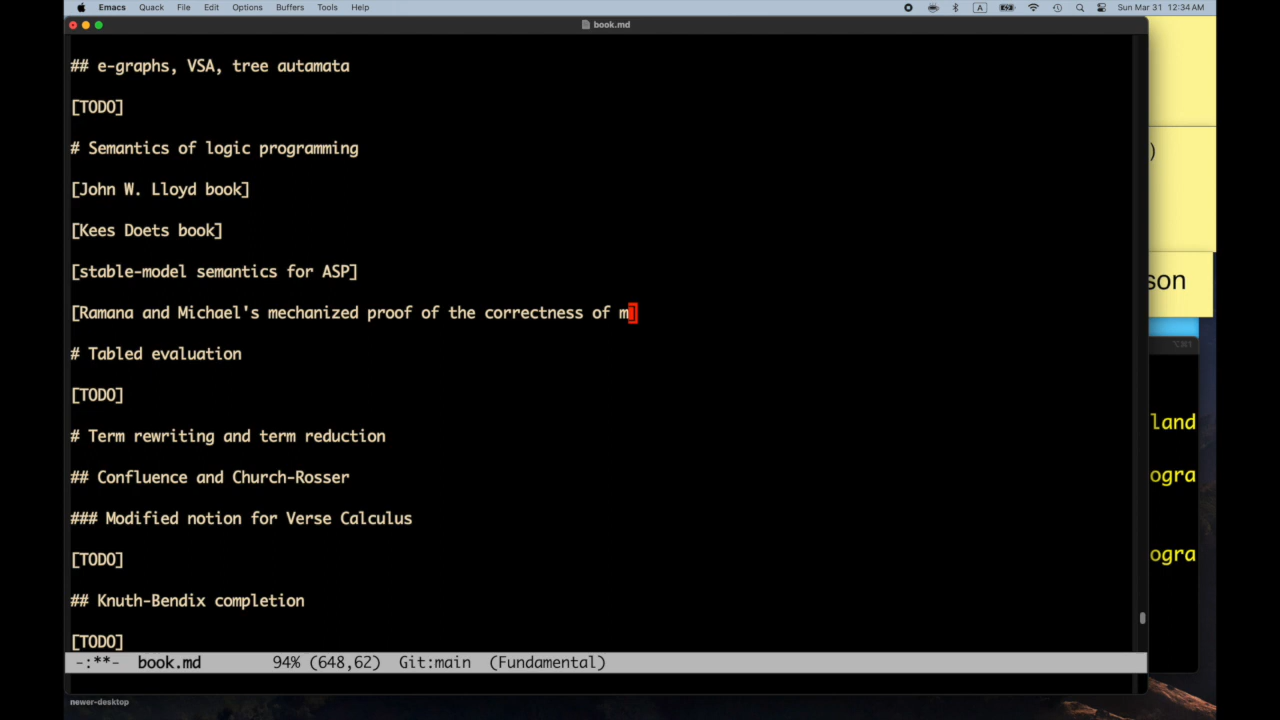 Emacs Quack File Edit Options Buffers Tools Help
A
Sun Mar 31 12:34 AM
book.md
## e-graphs, VSA, tree autamata
[TODO]
# Semantics of logic programming
[John W. Lloyd book]
[Kees Doets book]
[stable-model semantics for ASP]
[Ramana and Michael's mechanized proof of the correctness of m]
# Tabled evaluation
[TODO]
# Term rewriting and term reduction
## Confluence and Church-Rosser
### Modified notion for Verse Calculus
[TODO]
## Knuth-Bendix completion
[TODO]
-:**- book.md 94% (648,62) Git:main (Fundamental)
)
son
land
ogra
ogra
newer-desktop